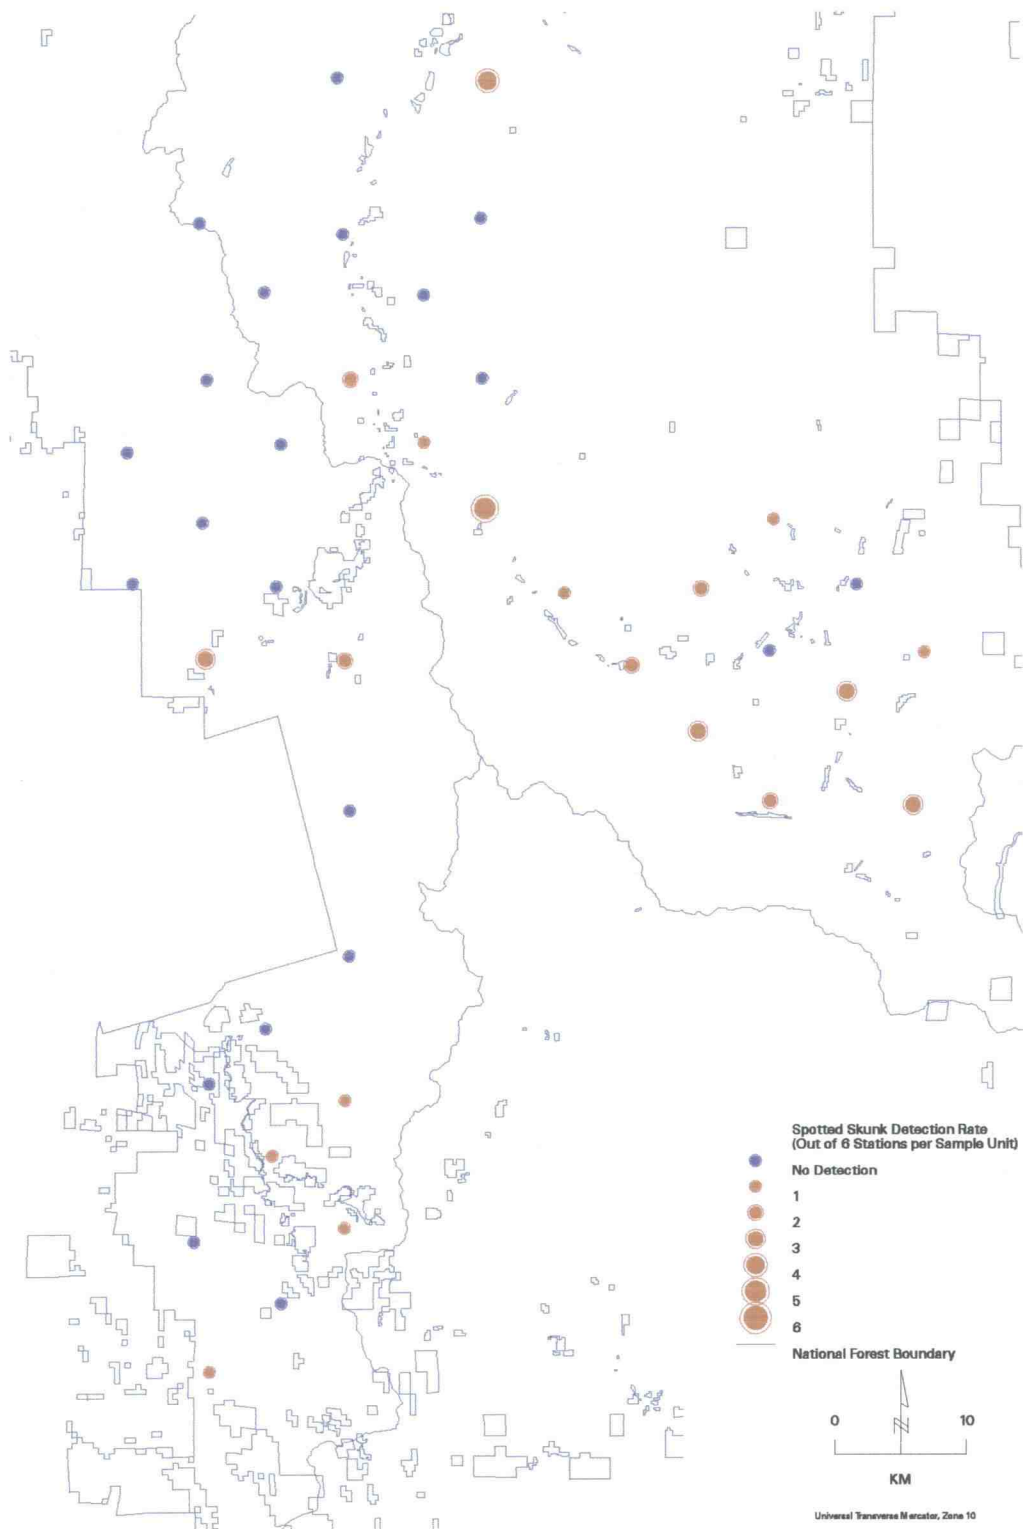 Spotted Skunk Detection Rate
(Out of 6 Stations per Sample Unit)
No Detection
1
2
3
4
5
6
National Forest Boundary
N
0 10
KM
Universal Transverse Mercator, Zone 10